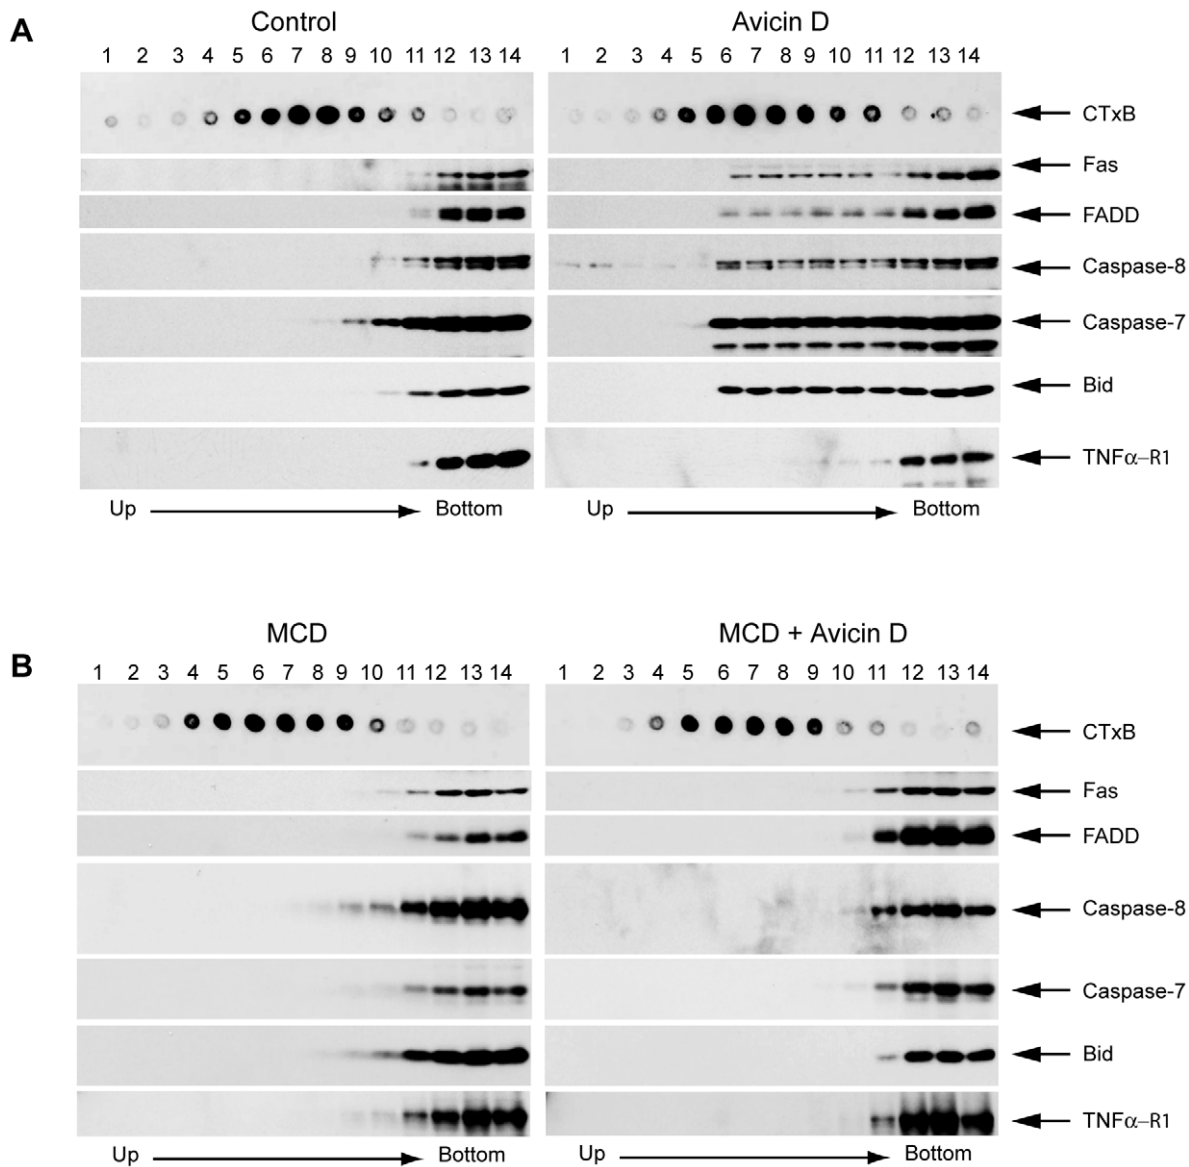 A
Control
Avicin D
1 2 3 4 5 6 7 8 9 10 11 12 13 14
1 2 3 4 5 6 7 8 9 10 11 12 13 14
CTxB
Fas
FADD
Caspase-8
Caspase-7
Bid
TNFα–R1
Up
Bottom
Up
Bottom
B
MCD
MCD + Avicin D
1 2 3 4 5 6 7 8 9 10 11 12 13 14
1 2 3 4 5 6 7 8 9 10 11 12 13 14
CTxB
Fas
FADD
Caspase-8
Caspase-7
Bid
TNFα–R1
Up
Bottom
Up
Bottom